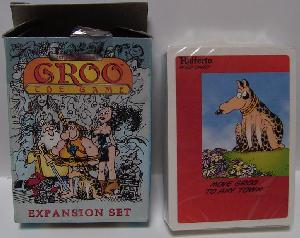 GROO
THE GAME
EXPANSION SET
Rufferto
MOVE GROO
TO ANY TOWN